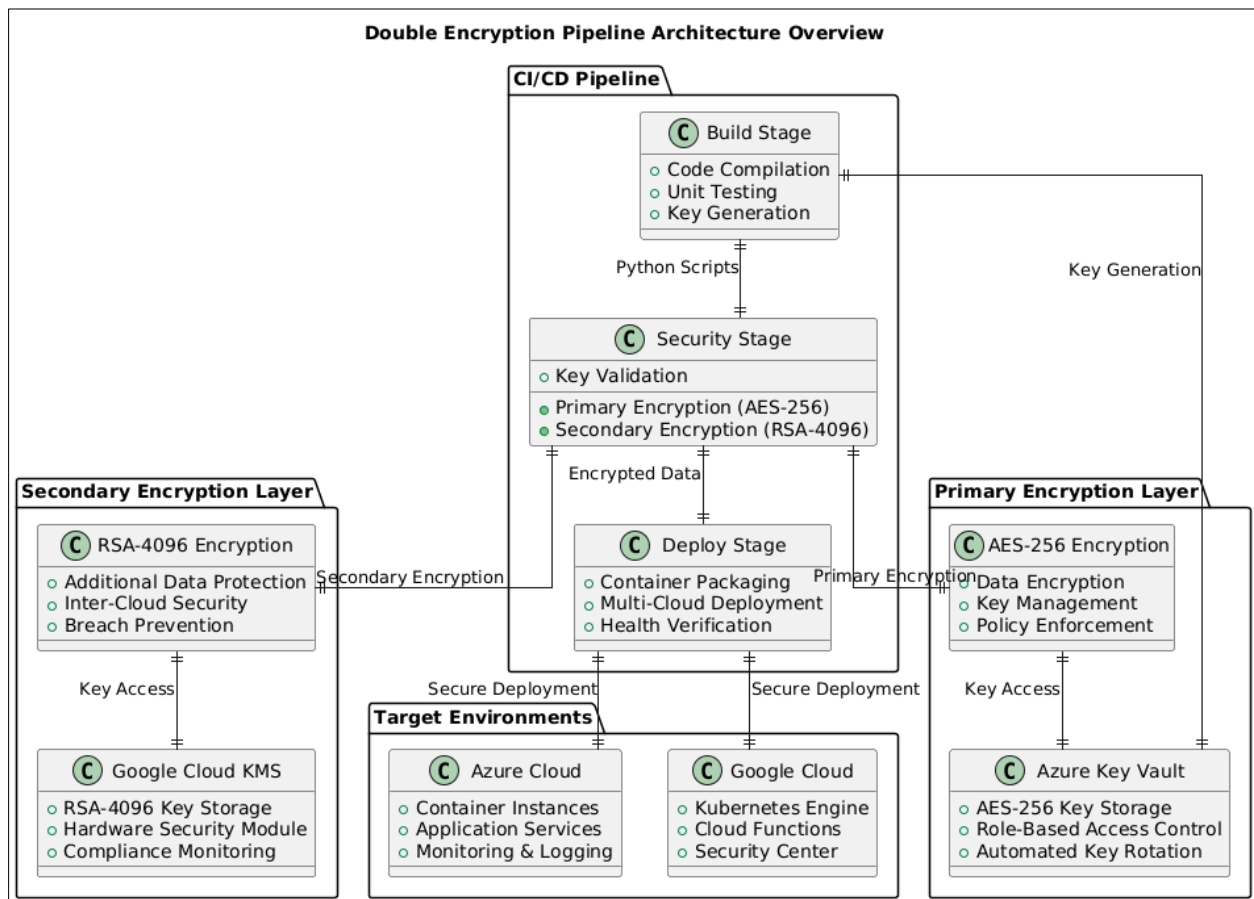 Double Encryption Pipeline Architecture Overview
CI/CD Pipeline
C Build Stage
Code Compilation
Unit Testing
Key Generation
Python Scripts
Key Generation
C Security Stage
Key Validation
Primary Encryption (AES-256)
Secondary Encryption (RSA-4096)
Encrypted Data
Secondary Encryption Layer
C RSA-4096 Encryption
Additional Data Protection
Inter-Cloud Security
Breach Prevention
Secondary Encryption
C Deploy Stage
Container Packaging
Multi-Cloud Deployment
Health Verification
Primary Encryption
Primary Encryption Layer
C AES-256 Encryption
Data Encryption
Key Management
Policy Enforcement
Key Access
Secure Deployment
Secure Deployment
Key Access
C Google Cloud KMS
RSA-4096 Key Storage
Hardware Security Module
Compliance Monitoring
Target Environments
C Azure Cloud
Container Instances
Application Services
Monitoring & Logging
C Google Cloud
Kubernetes Engine
Cloud Functions
Security Center
C Azure Key Vault
AES-256 Key Storage
Role-Based Access Control
Automated Key Rotation